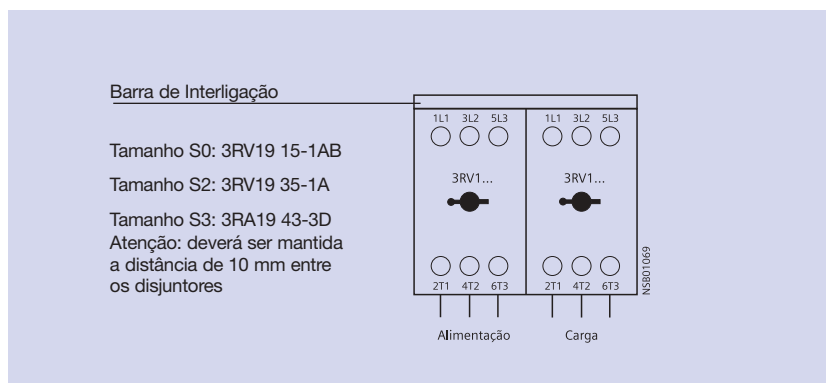 Barra de Interligação
Tamanho S0: 3RV19 15-1AB
Tamanho S2: 3RV19 35-1A
Tamanho S3: 3RA19 43-3D
Atenção: deverá ser mantida
a distância de 10 mm entre
os disjuntores
1L1 3L2 5L3 1L1 3L2 5L3
3RV1... 3RV1...
2T1 4T2 6T3 2T1 4T2 6T3
Alimentação Carga
NSB01069